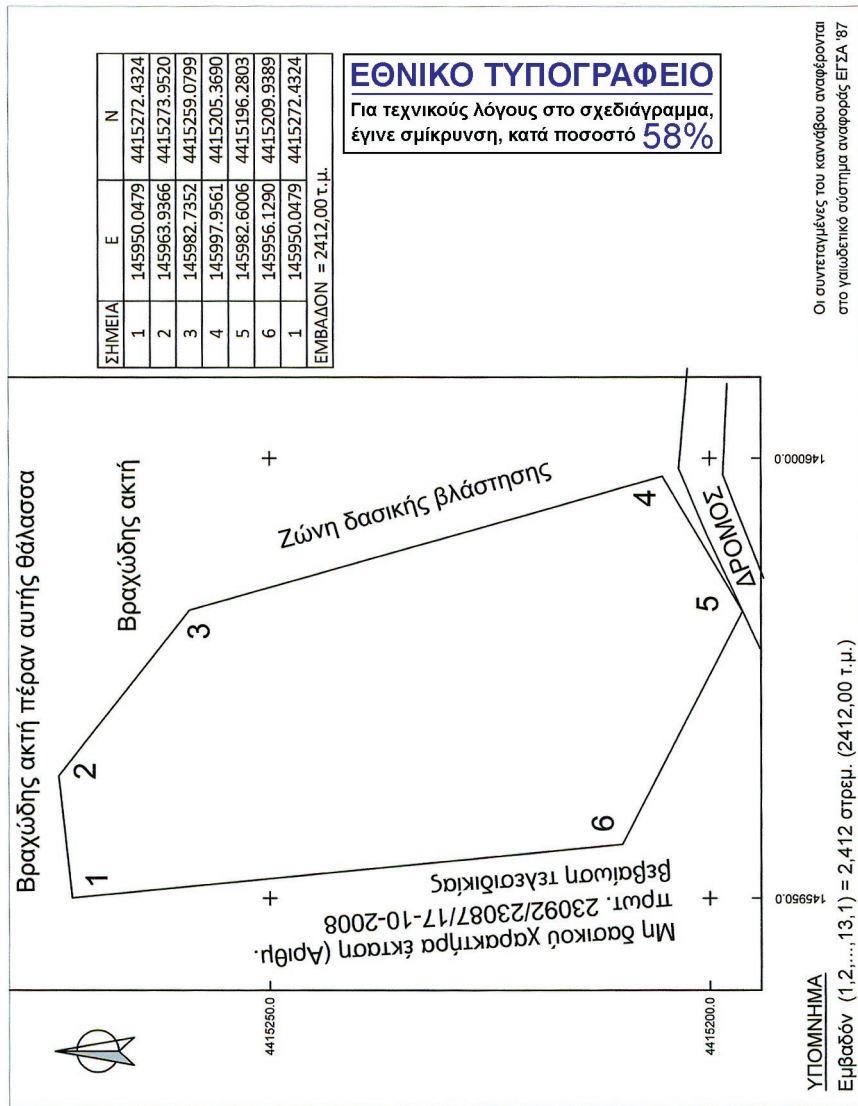 Βραχώδης ακτή πέραν αυτής θάλασσα
Βραχώδης ακτή
Ζώνη δασικής βλάστησης
ΔΡΟΜΟΣ
Μη δασικού χαρακτήρα έκταση (Αριθμ.
πρωτ. 23092/23087/17-10-2008
βεβαίωση τελεσιδικίας
1
2
3
4
5
6
4415250.0
4415200.0
145950.0
146000.0
ΣΗΜΕΙΑ E N
1 145950.0479 4415272.4324
2 145963.9366 4415273.9520
3 145982.7352 4415259.0799
4 145997.9561 4415205.3690
5 145982.6006 4415196.2803
6 145956.1290 4415209.9389
1 145950.0479 4415272.4324
ΕΜΒΑΔΟΝ = 2412,00 τ.μ.
ΕΘΝΙΚΟ ΤΥΠΟΓΡΑΦΕΙΟ
Για τεχνικούς λόγους στο σχεδιάγραμμα,
έγινε σμίκρυνση, κατά ποσοστό 58%
ΥΠΟΜΝΗΜΑ
Εμβαδόν (1,2,...,13,1) = 2,412 στρεμ. (2412,00 τ.μ.)
Οι συντεταγμένες του καννάβου αναφέρονται
στο γαιωδετικό σύστημα αναφοράς ΕΓΣΑ '87